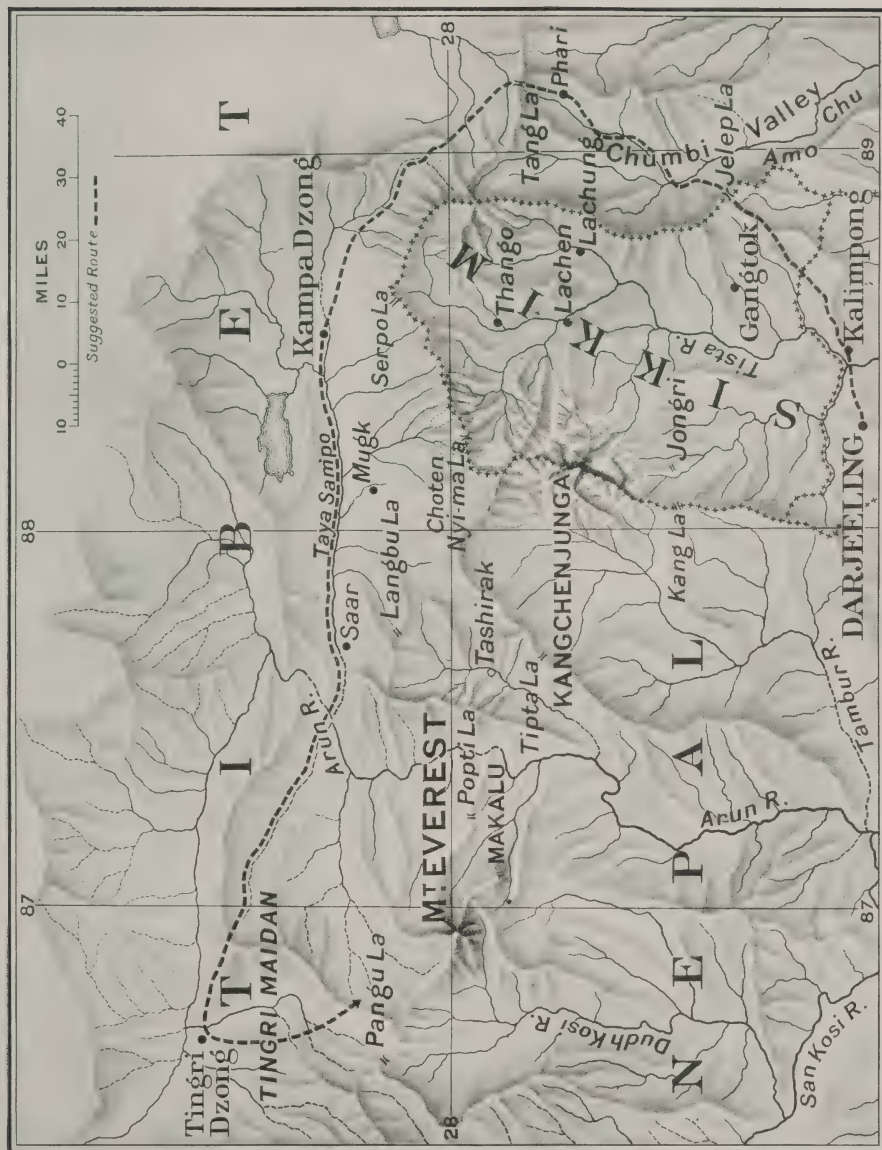 MILES
10 0 10 20 30 40
Suggested Route
T I B E T
Tingri
Dzong
TINGRI MAIDAN
Pangu La
87
88
28
Arun R.
Saar
Langbu La
Taya Sampo
Mugk
Kampa Dzong
Serpo La
Choten
Nyi-ma La
MT EVEREST
Popti La
MAKALU
Tashirak
Tipta La
KANGCHENJUNGA
Kang La
Jongri
S I K K I M
Thango
Lachen
Lachung
Tang La
Phari
Chumbi Valley
Jelep La
Amo Chu
Gangtok
Tista R.
Kalimpong
DARJEELING
N E P A L
Dudh Kosi R.
Arun R.
Tambur R.
San Kosi R.
28
87
89